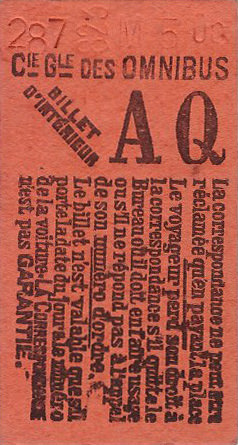 287
M 5 03
CIE GLE DES OMNIBUS
BILLET
D'INTÉRIEUR
A Q
La correspondance ne peut être
réclamée qu'en payant la place
Le voyageur perd son droit à
la correspondance s'il quitte le
Bureau où il doit en faire usage
ou s'il ne répond pas à l'appel
de son numéro d'ordre.
Le billet n'est valable que s'il
porte la date du jour et le numéro
de la voiture. LA CORRESPONDANCE
N'EST PAS GARANTIE.